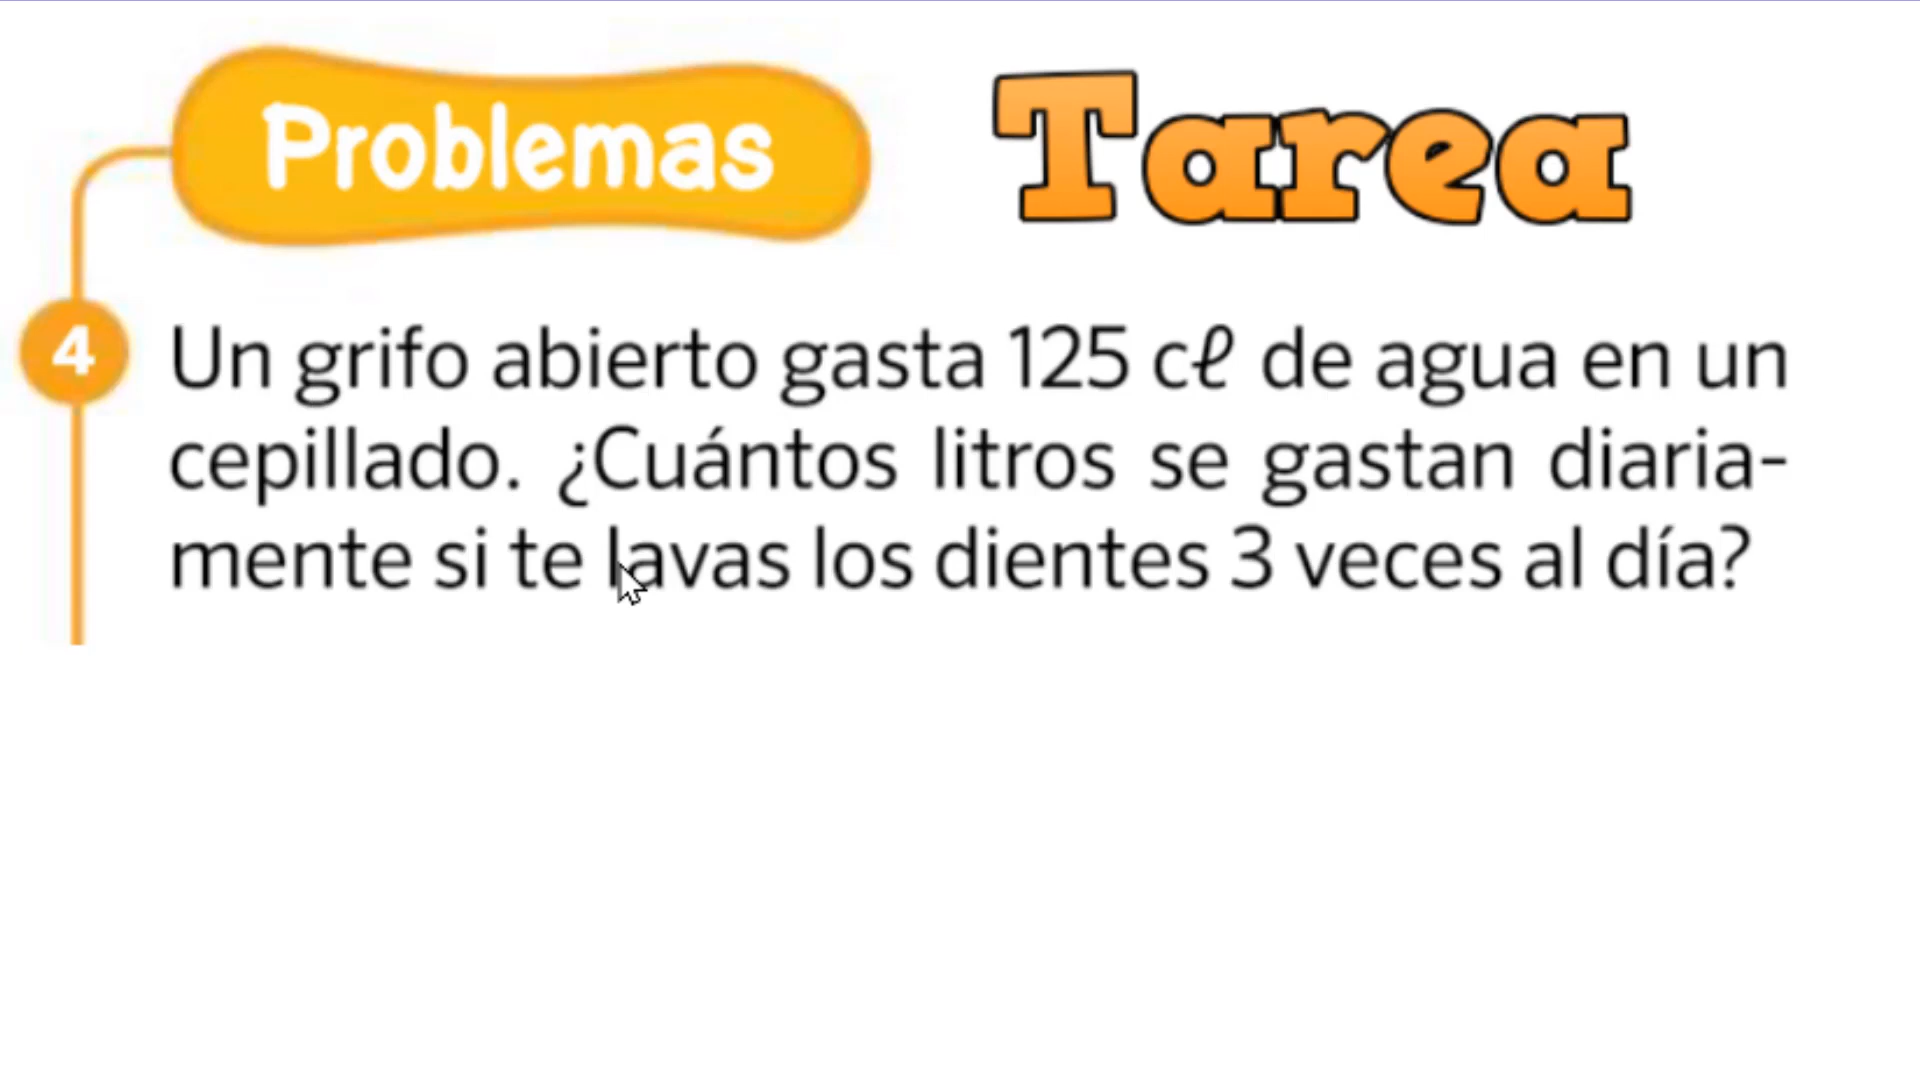 Problemas
Tarea
4
Un grifo abierto gasta 125 cℓ de agua en un
cepillado. ¿Cuántos litros se gastan diaria-
mente si te lavas los dientes 3 veces al día?